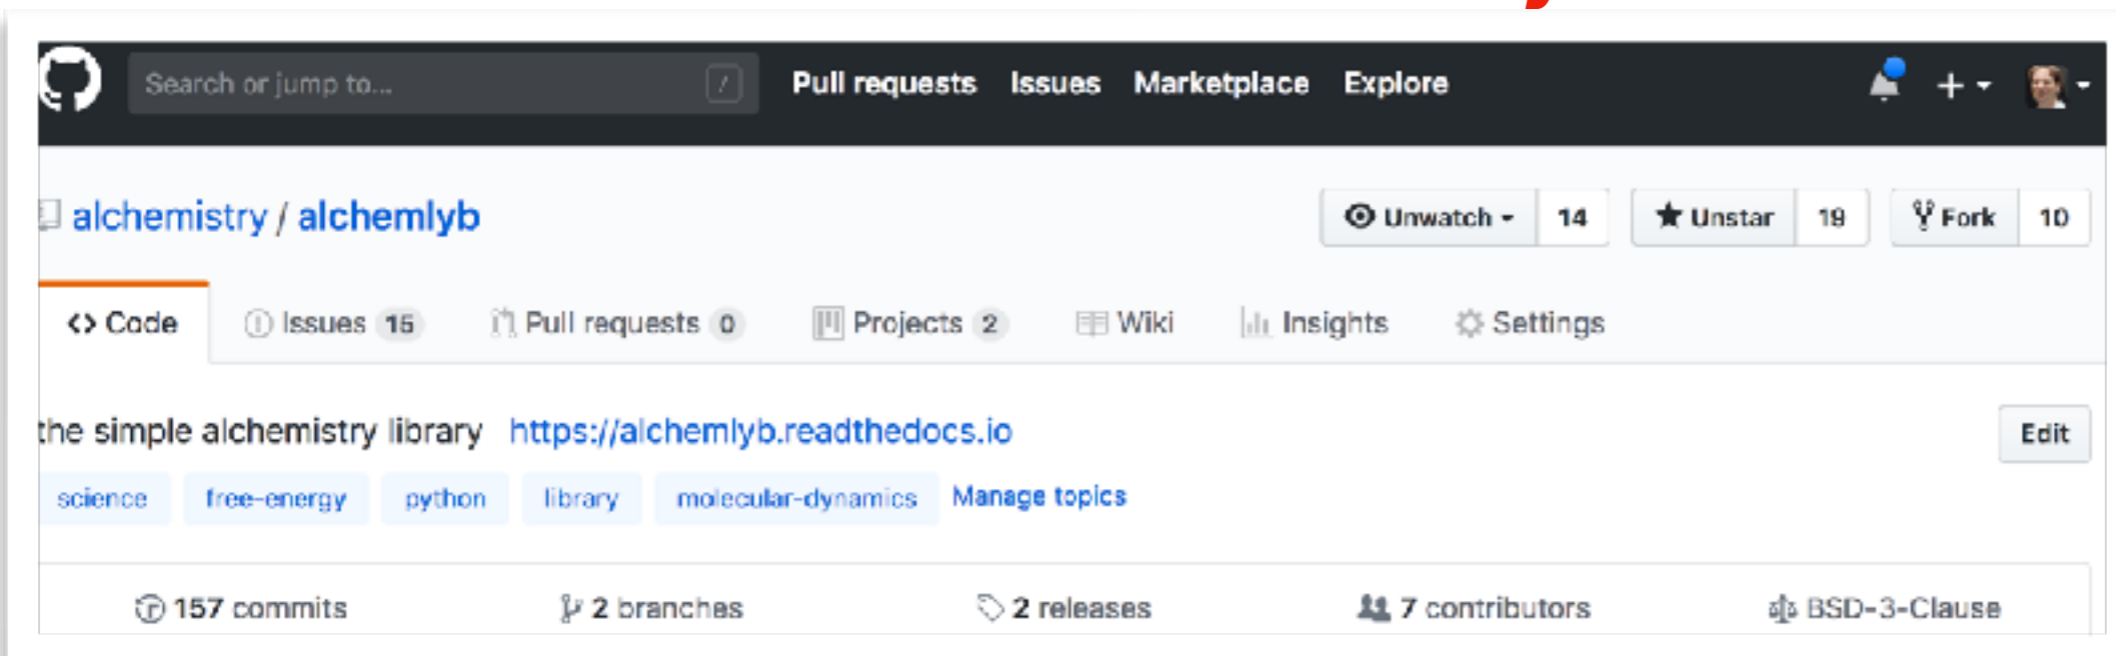 Search or jump to... / Pull requests Issues Marketplace Explore
alchemistry / alchemlyb Unwatch 14 Unstar 19 Fork 10
<> Code Issues 15 Pull requests 0 Projects 2 Wiki Insights Settings
the simple alchemistry library https://alchemlyb.readthedocs.io Edit
science free-energy python library molecular-dynamics Manage topics
157 commits 2 branches 2 releases 7 contributors BSD-3-Clause